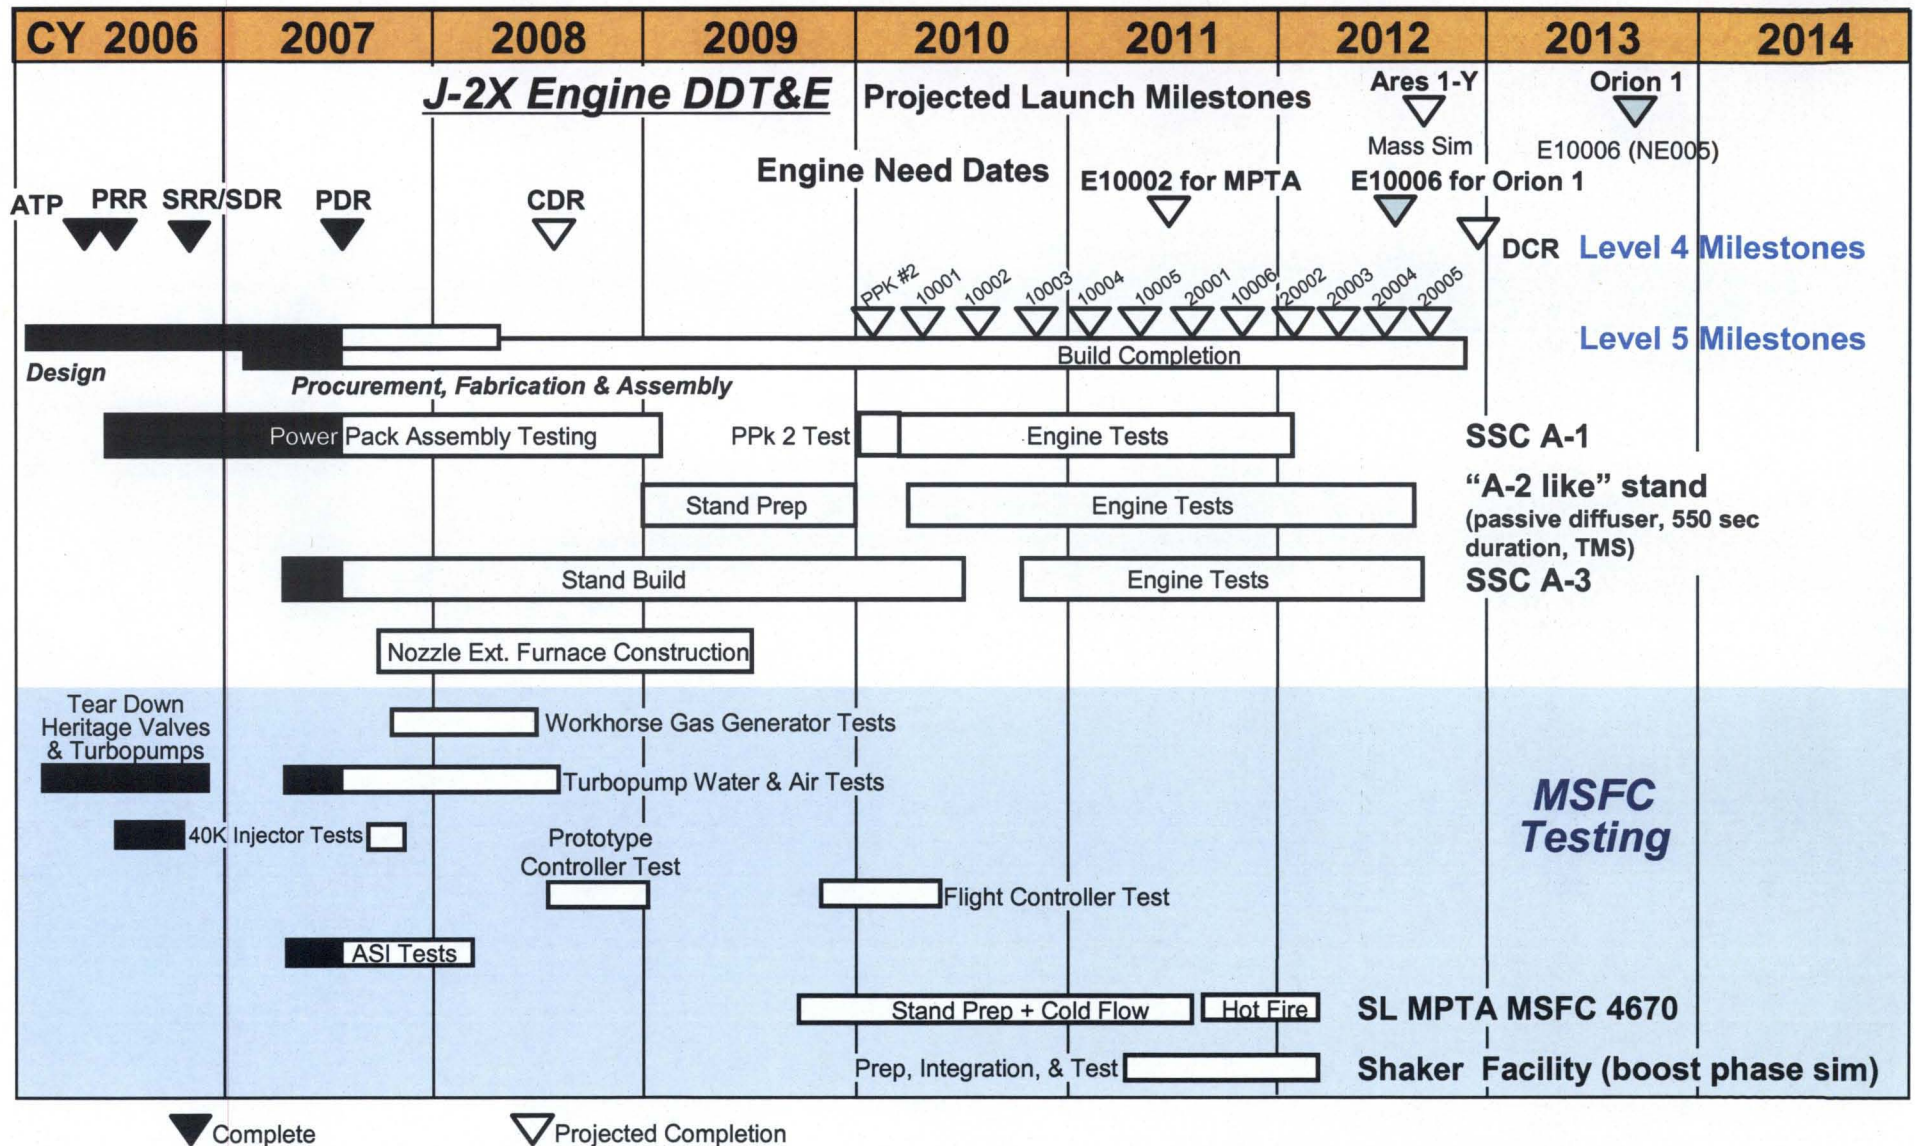 CY 2006 2007 2008 2009 2010 2011 2012 2013 2014
J-2X Engine DDT&E
Projected Launch Milestones
Ares 1-Y
Orion 1
Mass Sim
E10006 (NE005)
Engine Need Dates
E10002 for MPTA
E10006 for Orion 1
ATP
PRR
SRR/SDR
PDR
CDR
DCR
Level 4 Milestones
PPK #2
10001
10002
10003
10004
10005
20001
10006
20002
20003
20004
20005
Level 5 Milestones
Build Completion
Design
Procurement, Fabrication & Assembly
Power Pack Assembly Testing
PPk 2 Test
Engine Tests
SSC A-1
Stand Prep
Engine Tests
“A-2 like” stand
(passive diffuser, 550 sec
duration, TMS)
Stand Build
Engine Tests
SSC A-3
Nozzle Ext. Furnace Construction
Tear Down
Heritage Valves
& Turbopumps
Workhorse Gas Generator Tests
Turbopump Water & Air Tests
MSFC
Testing
40K Injector Tests
Prototype
Controller Test
Flight Controller Test
ASI Tests
Stand Prep + Cold Flow
Hot Fire
SL MPTA MSFC 4670
Prep, Integration, & Test
Shaker Facility (boost phase sim)
Complete
Projected Completion